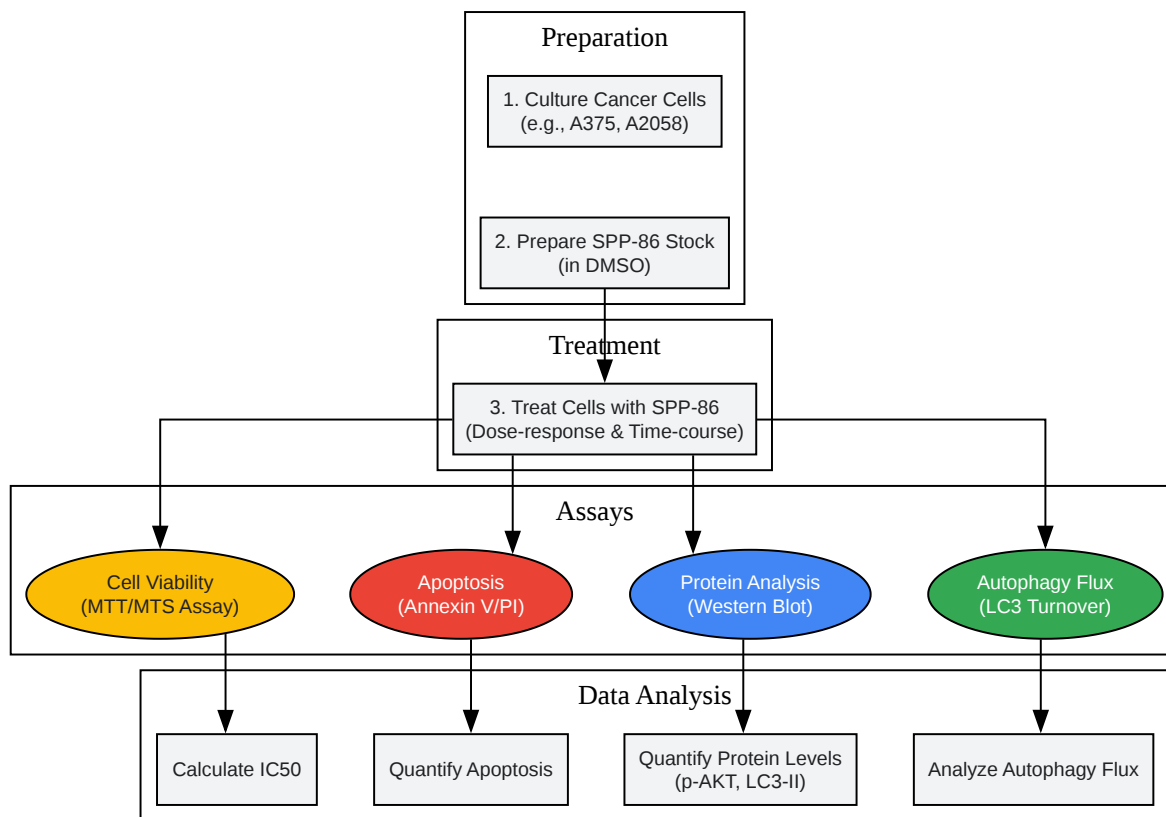 Preparation
1. Culture Cancer Cells
(e.g., A375, A2058)
2. Prepare SPP-86 Stock
(in DMSO)
Treatment
3. Treat Cells with SPP-86
(Dose-response & Time-course)
Assays
Cell Viability
(MTT/MTS Assay)
Apoptosis
(Annexin V/PI)
Protein Analysis
(Western Blot)
Autophagy Flux
(LC3 Turnover)
Data Analysis
Calculate IC50
Quantify Apoptosis
Quantify Protein Levels
(p-AKT, LC3-II)
Analyze Autophagy Flux